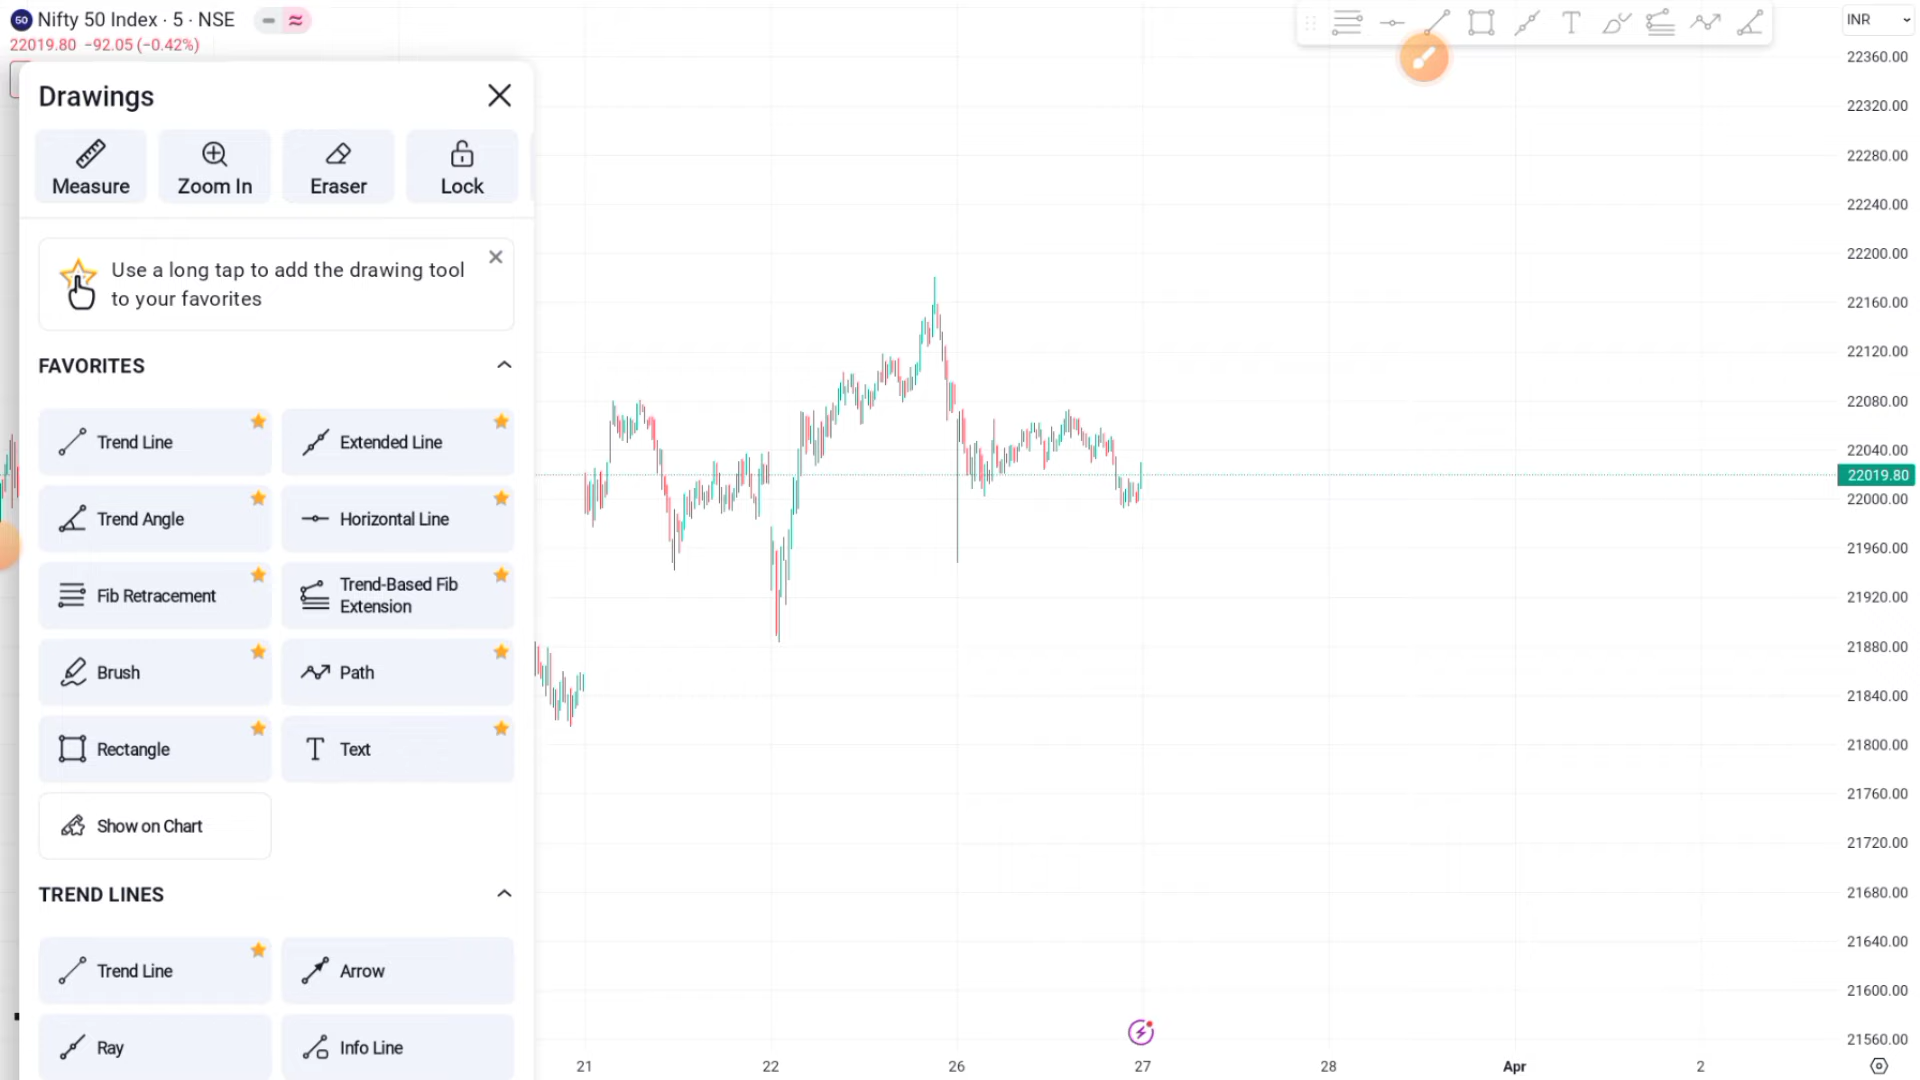 50 Nifty 50 Index · 5 · NSE
22019.80 −92.05 (−0.42%)
Drawings
Measure Zoom In Eraser Lock
Use a long tap to add the drawing tool
to your favorites
FAVORITES
Trend Line Extended Line
Trend Angle Horizontal Line
Fib Retracement Trend-Based Fib
Extension
Brush Path
Rectangle Text
Show on Chart
TREND LINES
Trend Line Arrow
Ray Info Line
INR
22360.00
22320.00
22280.00
22240.00
22200.00
22160.00
22120.00
22080.00
22040.00
22019.80
22000.00
21960.00
21920.00
21880.00
21840.00
21800.00
21760.00
21720.00
21680.00
21640.00
21600.00
21560.00
21 22 26 27 28 Apr 2